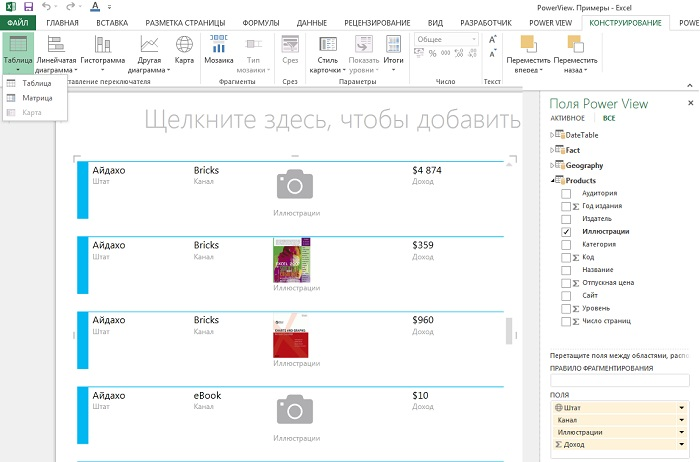 PowerView. Примеры - Excel
ФАЙЛ ГЛАВНАЯ ВСТАВКА РАЗМЕТКА СТРАНИЦЫ ФОРМУЛЫ ДАННЫЕ РЕЦЕНЗИРОВАНИЕ ВИД РАЗРАБОТЧИК POWER VIEW КОНСТРУИРОВАНИЕ POWE
Таблица Линейчатая диаграмма Гистограмма Другая диаграмма Карта Мозаика Тип мозаики Срез Стиль карточки Показать уровни Итоги Общее % Переместить вперед Переместить назад
тавление переключателя Фрагменты Срез Параметры Число Текст
Таблица
Матрица
Карта
Щелкните здесь, чтобы добавить
Айдахо Bricks $4 874
Штат Канал Иллюстрации Доход
Айдахо Bricks $359
Штат Канал Иллюстрации Доход
Айдахо Bricks $960
Штат Канал Иллюстрации Доход
Айдахо eBook $10
Штат Канал Иллюстрации Доход
Поля Power View
АКТИВНОЕ ВСЕ
DateTable
Fact
Geography
Products
Аудитория
Σ Год издания
Издатель
Иллюстрации
Категория
Σ Код
Название
Σ Отпускная цена
Сайт
Σ Уровень
Σ Число страниц
Перетащите поля между областями, распо
ПРАВИЛО ФРАГМЕНТИРОВАНИЯ
ПОЛЯ
Штат
Канал
Иллюстрации
Σ Доход